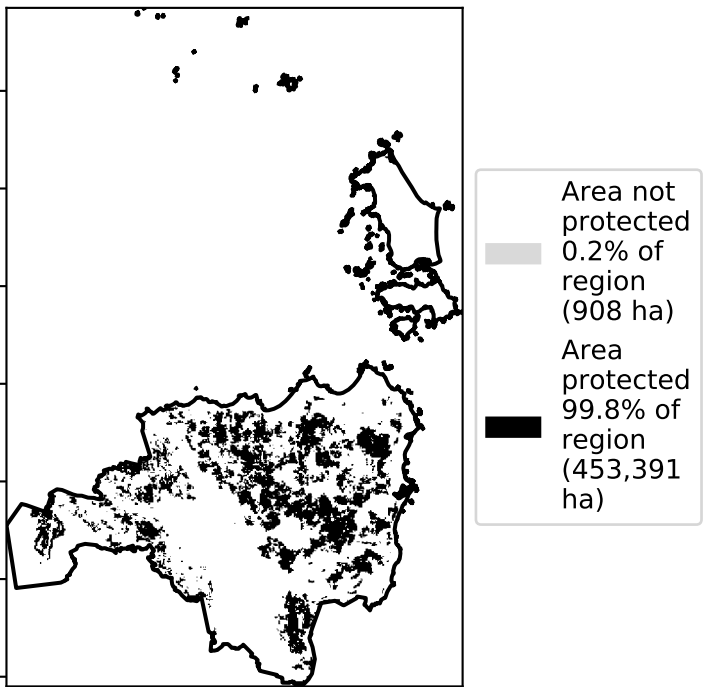 Area not
protected
0.2% of
region
(908 ha)
Area
protected
99.8% of
region
(453,391
ha)